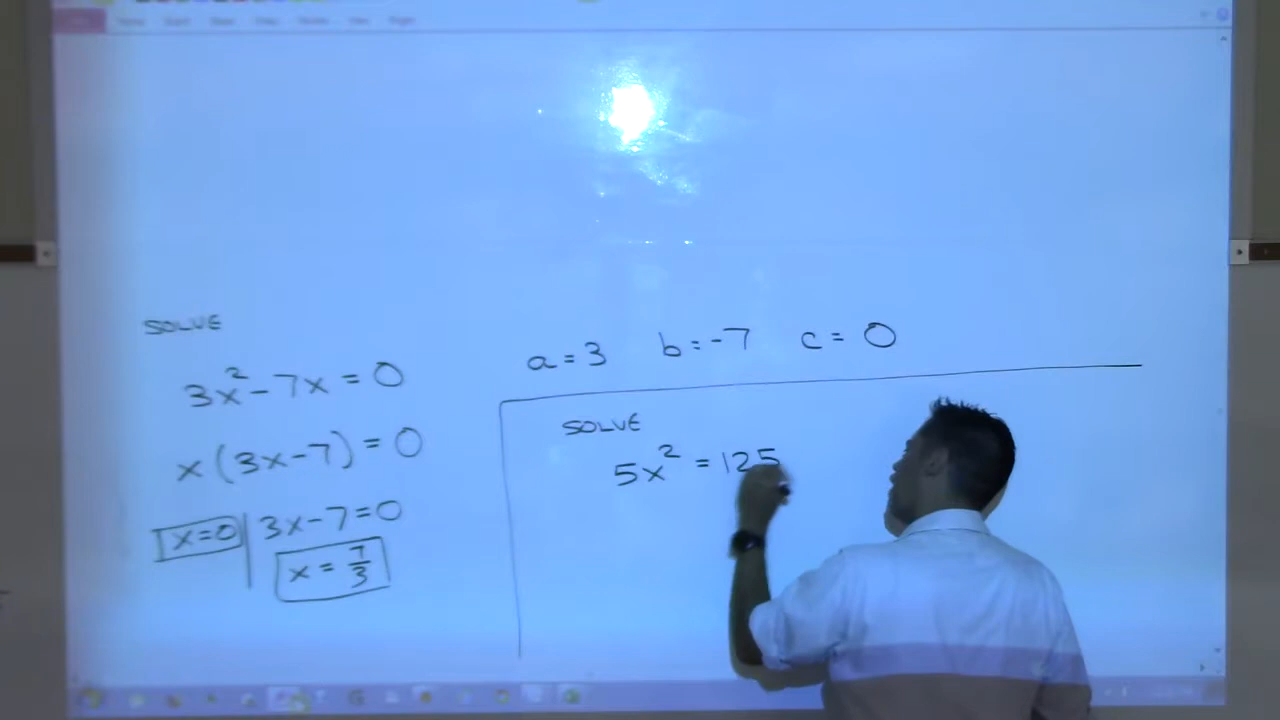 SOLVE
3x² - 7x = 0
x(3x - 7) = 0
x = 0 | 3x - 7 = 0
x = 7/3
a = 3 b = -7 c = 0
SOLVE
5x² = 125